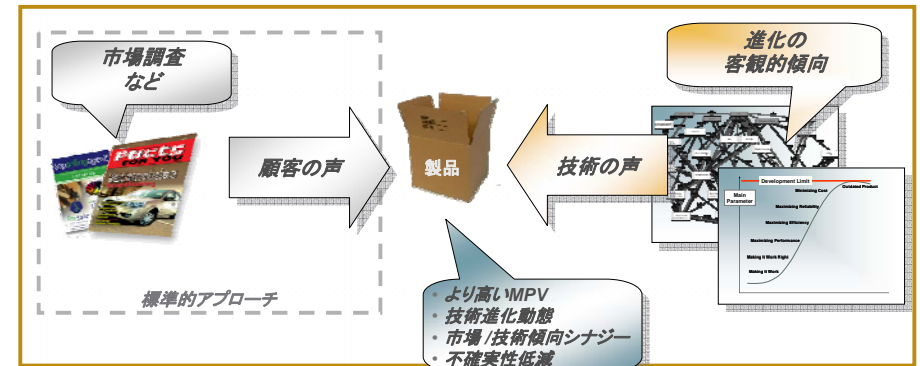 市場調査
など
顧客の声
標準的アプローチ
FACTS
FOR YOU
製品
進化の
客観的傾向
技術の声
Development Limit
Main
Parameter
Minimizing Cost
Outdated Product
Maximizing Reliability
Maximizing Efficiency
Maximizing Performance
Making it Work Right
Making it Work
• より高いMPV
• 技術進化動態
• 市場 /技術傾向シナジー
• 不確実性低減